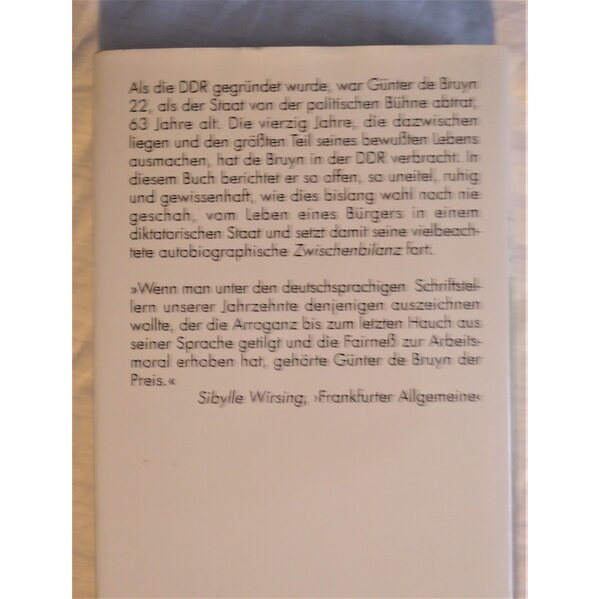 Als die DDR gegründet wurde, war Günter de Bruyn
22, als der Staat von der politischen Bühne abtrat,
63 Jahre alt. Die vierzig Jahre, die dazwischen
liegen und den größten Teil seines bewußten Lebens
ausmachen, hat de Bruyn in der DDR verbracht. In
diesem Buch berichtet er so offen, so uneitel, ruhig
und gewissenhaft, wie dies bislang wohl noch nie
geschah, vom Leben eines Bürgers in einem
diktatorischen Staat und setzt damit seine vielbeach-
tete autobiographische Zwischenbilanz fort.
»Wenn man unter den deutschsprachigen Schriftstel-
lern unserer Jahrzehnte denjenigen auszeichnen
wollte, der die Arroganz bis zum letzten Hauch aus
seiner Sprache getilgt und die Fairneß zur Arbeits-
moral erhoben hat, gehörte Günter de Bruyn der
Preis.«
Sibylle Wirsing, ›Frankfurter Allgemeine‹